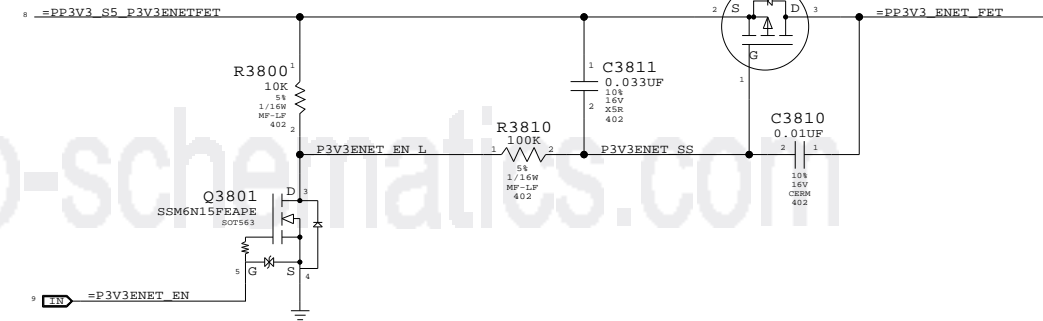 8 =PP3V3_S5_P3V3ENETFET
2 S D 3 =PP3V3_ENET_FET
G
1
R3800 1
10K
5%
1/16W
MF-LF
402 2
1 C3811
0.033UF
10%
16V
2 X5R
402
R3810
100K
P3V3ENET_EN_L 1 2 P3V3ENET_SS
5%
1/16W
MF-LF
402
C3810
0.01UF
2 1
10%
16V
CERM
402
Q3801 D 3
SSM6N15FEAPE
SOT563
5 G S 4
9 IN =P3V3ENET_EN
-schematics.com